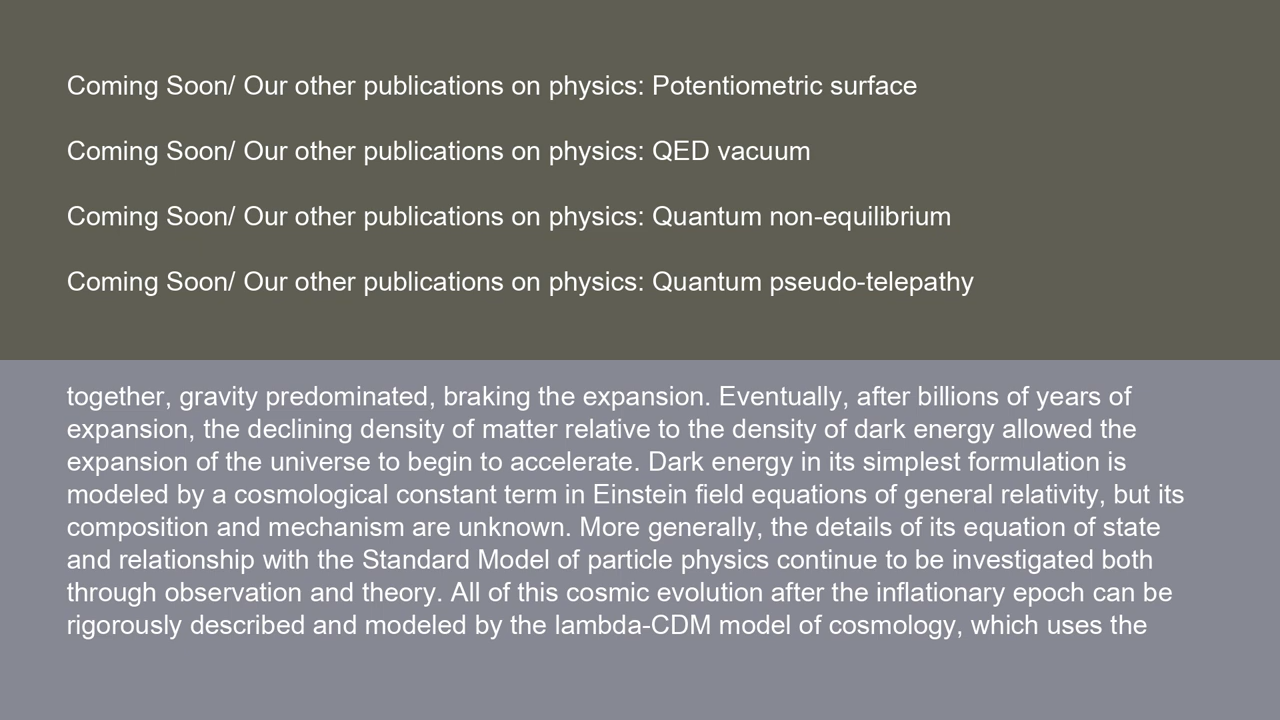 Coming Soon/ Our other publications on physics: Potentiometric surface
Coming Soon/ Our other publications on physics: QED vacuum
Coming Soon/ Our other publications on physics: Quantum non-equilibrium
Coming Soon/ Our other publications on physics: Quantum pseudo-telepathy
together, gravity predominated, braking the expansion. Eventually, after billions of years of
expansion, the declining density of matter relative to the density of dark energy allowed the
expansion of the universe to begin to accelerate. Dark energy in its simplest formulation is
modeled by a cosmological constant term in Einstein field equations of general relativity, but its
composition and mechanism are unknown. More generally, the details of its equation of state
and relationship with the Standard Model of particle physics continue to be investigated both
through observation and theory. All of this cosmic evolution after the inflationary epoch can be
rigorously described and modeled by the lambda-CDM model of cosmology, which uses the